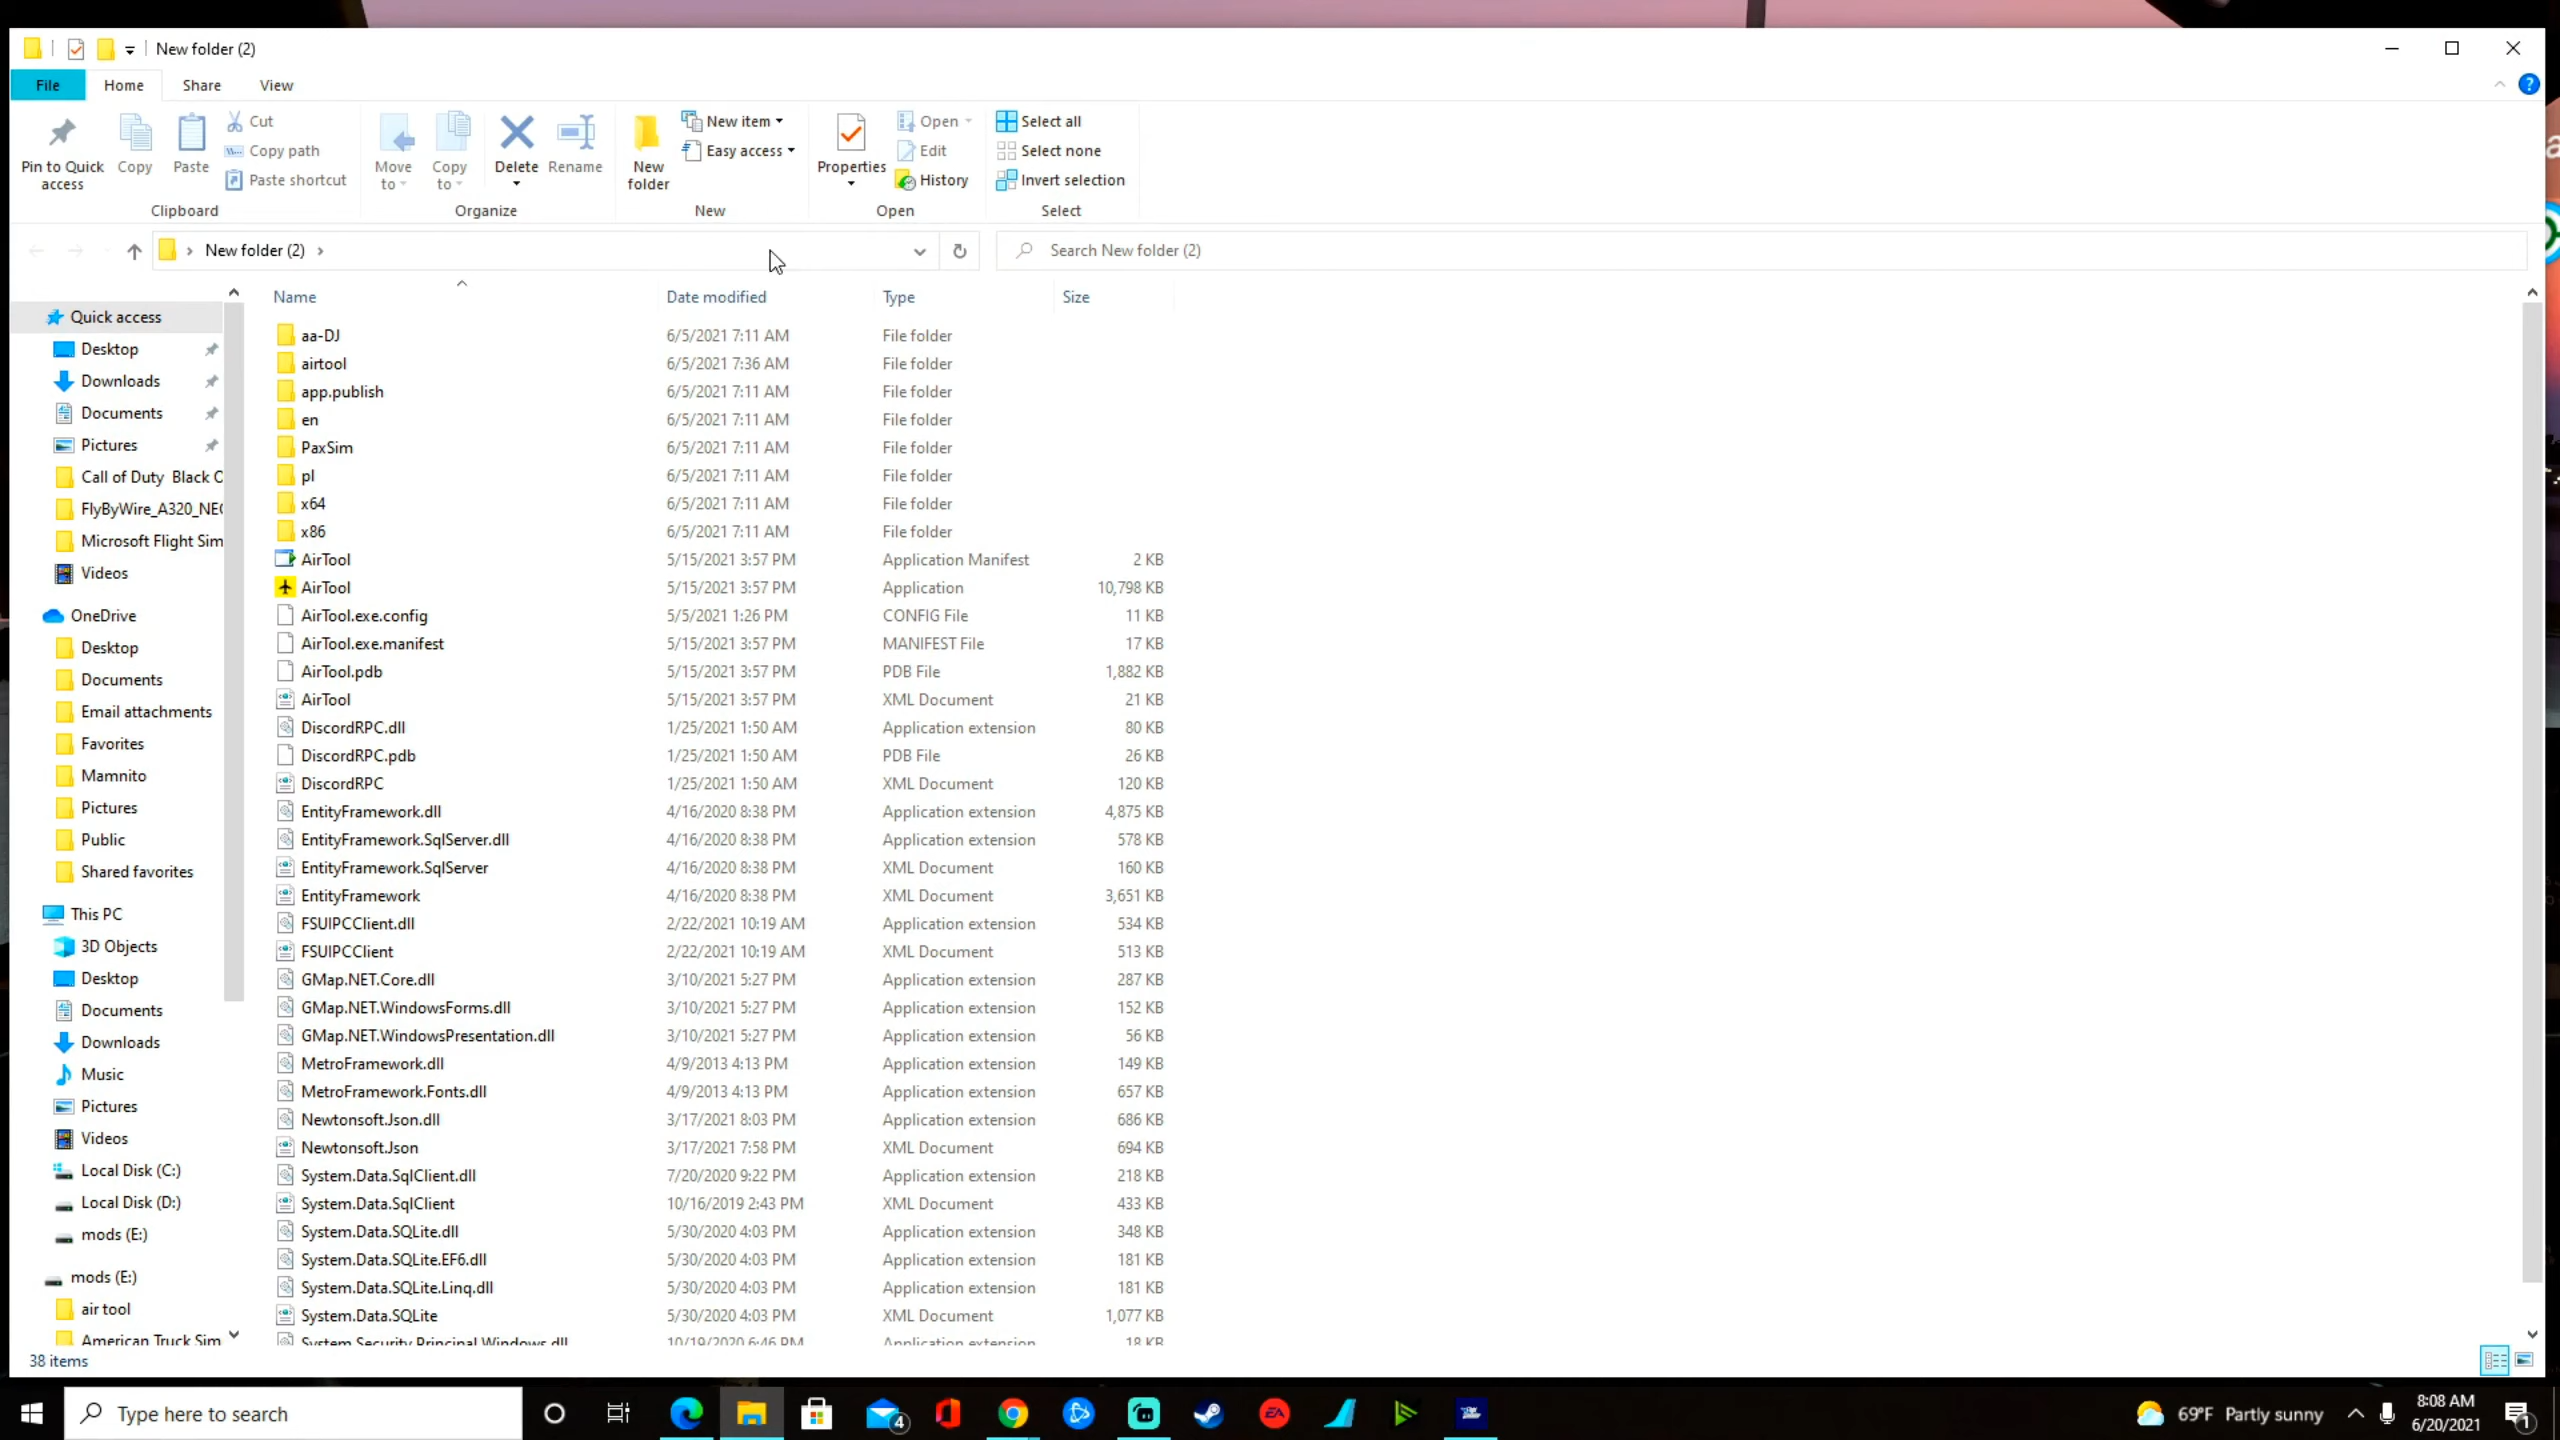 New folder (2)
File Home Share View
Pin to Quick access
Copy
Paste
Cut
Copy path
Paste shortcut
Clipboard
Move to
Copy to
Delete
Rename
Organize
New folder
New item
Easy access
New
Properties
Open
Edit
History
Open
Select all
Select none
Invert selection
Select
New folder (2)
Search New folder (2)
Quick access
Desktop
Downloads
Documents
Pictures
Call of Duty Black O
FlyByWire_A320_NEO
Microsoft Flight Sim
Videos
OneDrive
Desktop
Documents
Email attachments
Favorites
Mamnito
Pictures
Public
Shared favorites
This PC
3D Objects
Desktop
Documents
Downloads
Music
Pictures
Videos
Local Disk (C:)
Local Disk (D:)
mods (E:)
mods (E:)
air tool
American Truck Sim
Name Date modified Type Size
aa-DJ 6/5/2021 7:11 AM File folder
airtool 6/5/2021 7:36 AM File folder
app.publish 6/5/2021 7:11 AM File folder
en 6/5/2021 7:11 AM File folder
PaxSim 6/5/2021 7:11 AM File folder
pl 6/5/2021 7:11 AM File folder
x64 6/5/2021 7:11 AM File folder
x86 6/5/2021 7:11 AM File folder
AirTool 5/15/2021 3:57 PM Application Manifest 2 KB
AirTool 5/15/2021 3:57 PM Application 10,798 KB
AirTool.exe.config 5/5/2021 1:26 PM CONFIG File 11 KB
AirTool.exe.manifest 5/15/2021 3:57 PM MANIFEST File 17 KB
AirTool.pdb 5/15/2021 3:57 PM PDB File 1,882 KB
AirTool 5/15/2021 3:57 PM XML Document 21 KB
DiscordRPC.dll 1/25/2021 1:50 AM Application extension 80 KB
DiscordRPC.pdb 1/25/2021 1:50 AM PDB File 26 KB
DiscordRPC 1/25/2021 1:50 AM XML Document 120 KB
EntityFramework.dll 4/16/2020 8:38 PM Application extension 4,875 KB
EntityFramework.SqlServer.dll 4/16/2020 8:38 PM Application extension 578 KB
EntityFramework.SqlServer 4/16/2020 8:38 PM XML Document 160 KB
EntityFramework 4/16/2020 8:38 PM XML Document 3,651 KB
FSUIPCClient.dll 2/22/2021 10:19 AM Application extension 534 KB
FSUIPCClient 2/22/2021 10:19 AM XML Document 513 KB
GMap.NET.Core.dll 3/10/2021 5:27 PM Application extension 287 KB
GMap.NET.WindowsForms.dll 3/10/2021 5:27 PM Application extension 152 KB
GMap.NET.WindowsPresentation.dll 3/10/2021 5:27 PM Application extension 56 KB
MetroFramework.dll 4/9/2013 4:13 PM Application extension 149 KB
MetroFramework.Fonts.dll 4/9/2013 4:13 PM Application extension 657 KB
Newtonsoft.Json.dll 3/17/2021 8:03 PM Application extension 686 KB
Newtonsoft.Json 3/17/2021 7:58 PM XML Document 694 KB
System.Data.SqlClient.dll 7/20/2020 9:22 PM Application extension 218 KB
System.Data.SqlClient 10/16/2019 2:43 PM XML Document 433 KB
System.Data.SQLite.dll 5/30/2020 4:03 PM Application extension 348 KB
System.Data.SQLite.EF6.dll 5/30/2020 4:03 PM Application extension 181 KB
System.Data.SQLite.Linq.dll 5/30/2020 4:03 PM Application extension 181 KB
System.Data.SQLite 5/30/2020 4:03 PM XML Document 1,077 KB
System.Security.Principal.Windows.dll 10/19/2020 6:46 PM Application extension 18 KB
38 items
Type here to search
4
EA
69°F Partly sunny
8:08 AM
6/20/2021
1